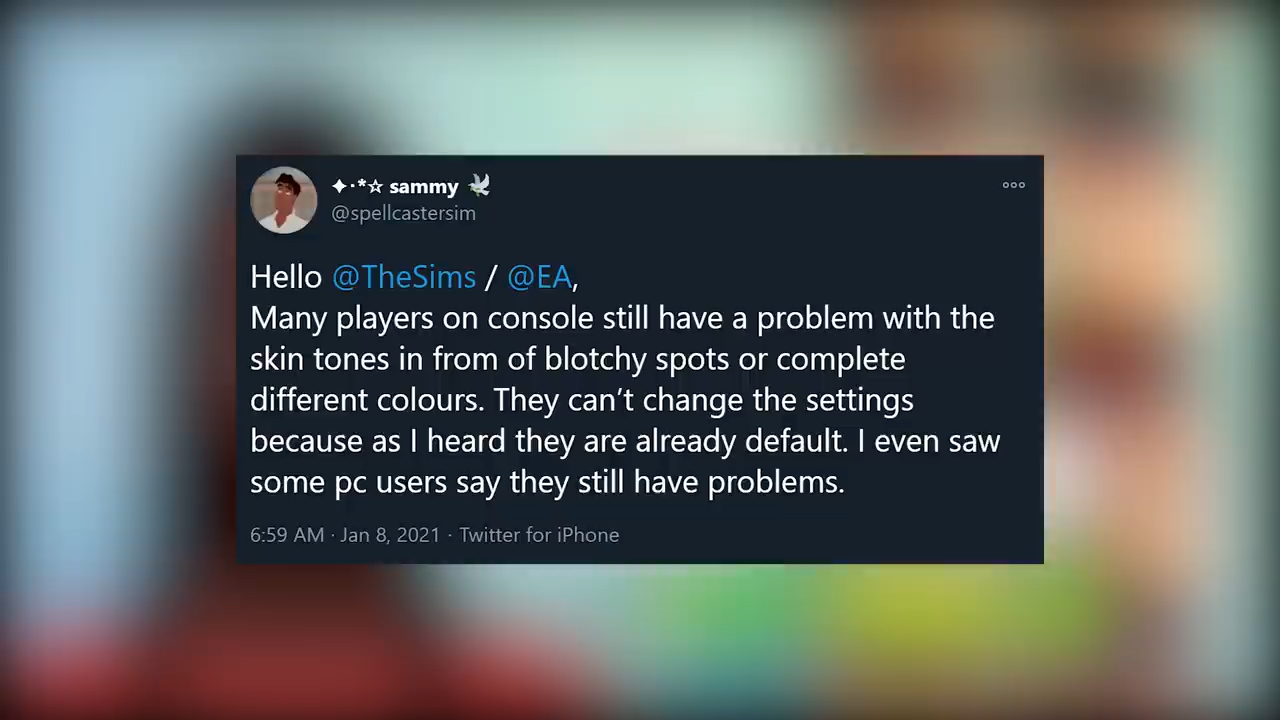 ✦·*☆ sammy 🕊
@spellcastersim
Hello @TheSims / @EA,
Many players on console still have a problem with the
skin tones in from of blotchy spots or complete
different colours. They can’t change the settings
because as I heard they are already default. I even saw
some pc users say they still have problems.
6:59 AM · Jan 8, 2021 · Twitter for iPhone